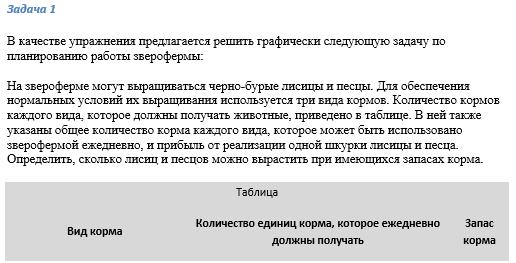 Задача 1
В качестве упражнения предлагается решить графически следующую задачу по
планированию работы зверофермы:
На звероферме могут выращиваться черно-бурые лисицы и песцы. Для обеспечения
нормальных условий их выращивания используется три вида кормов. Количество кормов
каждого вида, которое должны получать животные, приведено в таблице. В ней также
указаны общее количество корма каждого вида, которое может быть использовано
зверофермой ежедневно, и прибыль от реализации одной шкурки лисицы и песца.
Определить, сколько лисиц и песцов можно вырастить при имеющихся запасах корма.
Таблица
Вид корма
Количество единиц корма, которое ежедневно
должны получать
Запас
корма